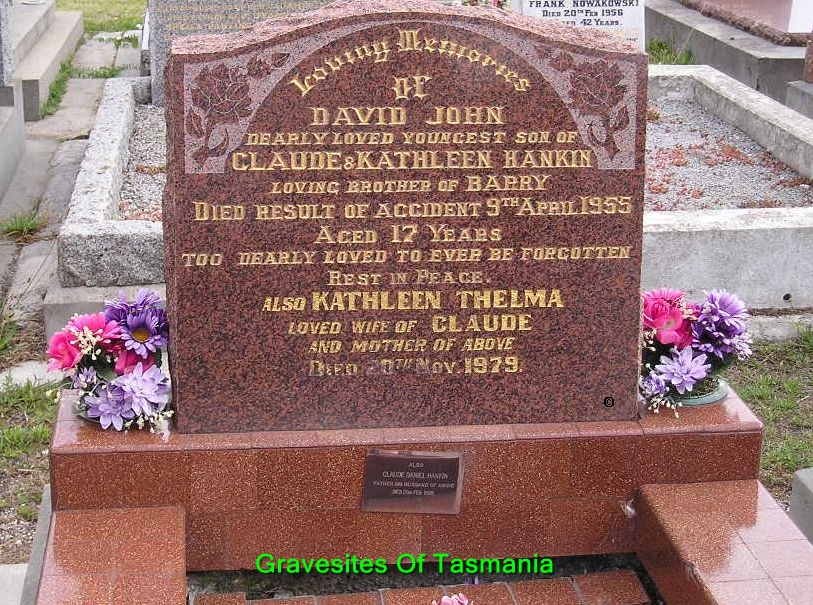 FRANK NOWAKOWSKI
DIED 20TH FEB 1956
AGED 42 YEARS.
Loving Memories
OF
DAVID JOHN
DEARLY LOVED YOUNGEST SON OF
CLAUDE & KATHLEEN HANKIN
LOVING BROTHER OF BARRY
DIED RESULT OF ACCIDENT 9TH APRIL 1955
AGED 17 YEARS
TOO DEARLY LOVED TO EVER BE FORGOTTEN
REST IN PEACE.
ALSO KATHLEEN THELMA
LOVED WIFE OF CLAUDE
AND MOTHER OF ABOVE
DIED 20TH NOV. 1979.
ALSO
CLAUDE DANIEL HANKIN
FATHER AND HUSBAND OF ABOVE
DIED FEB
Gravesites Of Tasmania